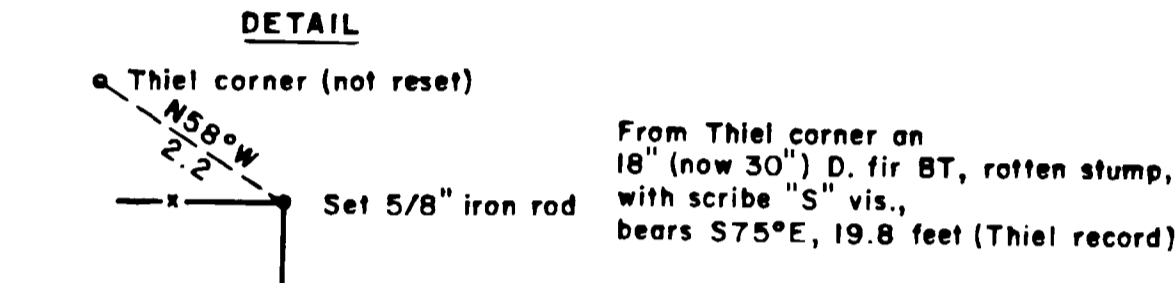 DETAIL
Thiel corner (not reset)
N58°W
2.2
x
Set 5/8" iron rod
From Thiel corner an
18" (now 30") D. fir BT, rotten stump,
with scribe "S" vis.,
bears S75°E, 19.8 feet (Thiel record)